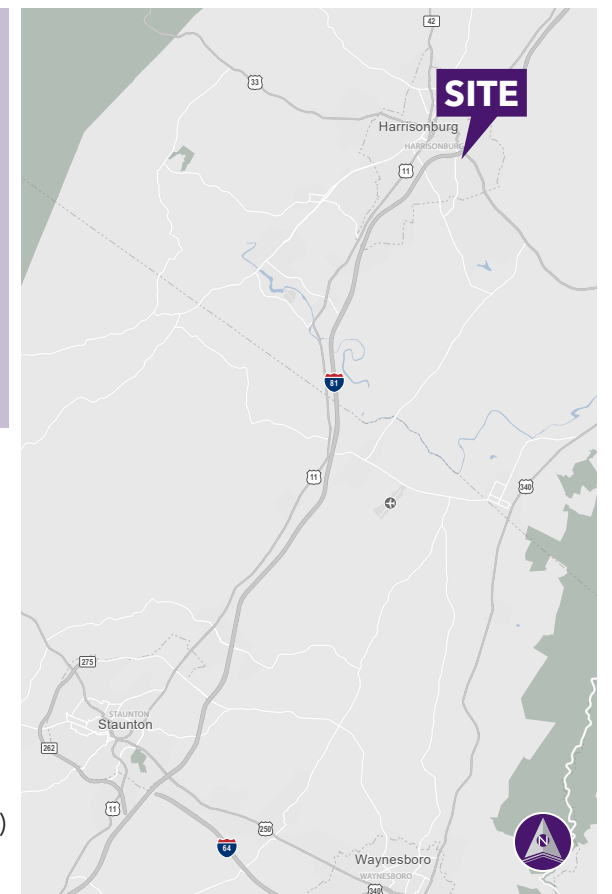 42
33
SITE
Harrisonburg
HARRISONBURG
11
81
11
340
275
STAUNTON
Staunton
262
11
)
250
64
N
Waynesboro
WAYNESBORO
340